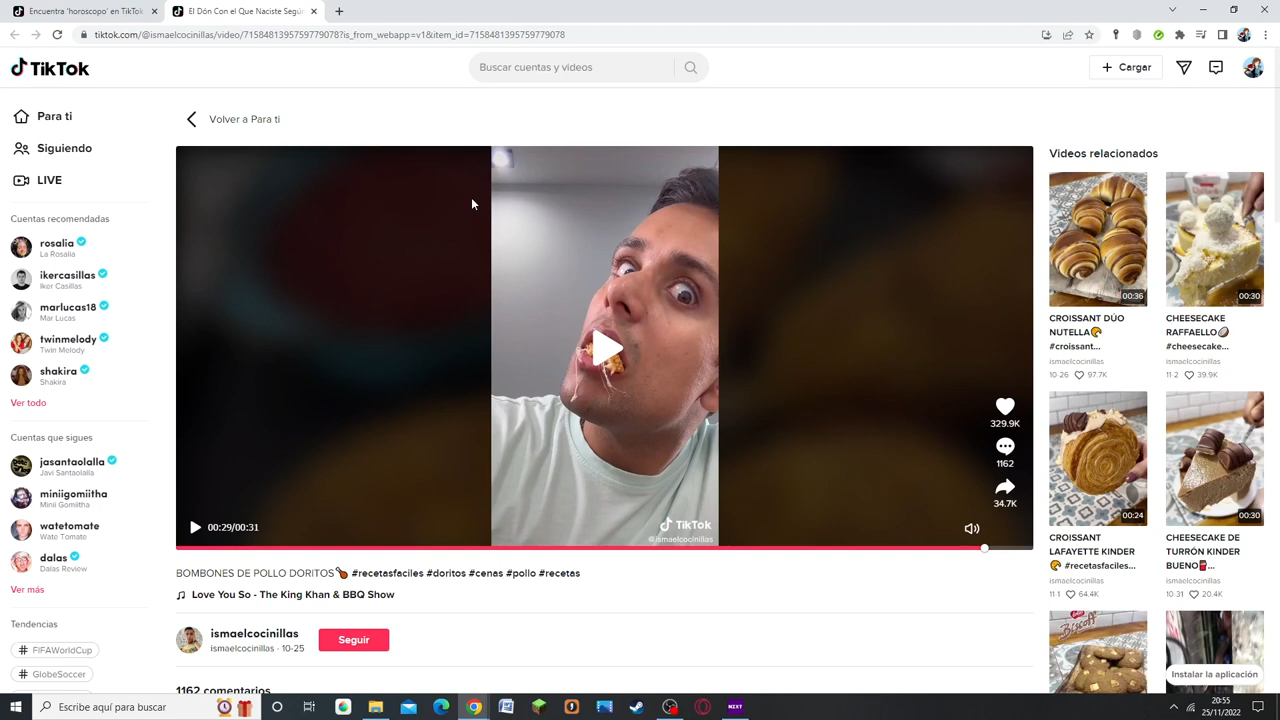 Encuentra 'horoscopo' en TikTok
El Dón Con el Que Naciste Según
tiktok.com/@ismaelcocinillas/video/7158481395759779078?is_from_webapp=v1&item_id=7158481395759779078
TikTok
Buscar cuentas y videos
Cargar
Para ti
Siguiendo
LIVE
Cuentas recomendadas
rosalia
La Rosalia
ikercasillas
Iker Casillas
marlucas18
Mar Lucas
twinmelody
Twin Melody
shakira
Shakira
Ver todo
Cuentas que sigues
jasantaolalla
Javi Santaolalla
miniigomiitha
Minii Gomiitha
watetomate
Wate Tomate
dalas
Dalas Review
Ver más
Tendencias
# FIFAWorldCup
# GlobeSoccer
Volver a Para ti
329.9K
1162
34.7K
00:29/00:31
TikTok
@ismaelcocinillas
BOMBONES DE POLLO DORITOS🍗 #recetasfaciles #doritos #cenas #pollo #recetas
Love You So - The King Khan & BBQ Show
ismaelcocinillas
ismaelcocinillas · 10-25
Seguir
1162 comentarios
Videos relacionados
00:36
CROISSANT DÚO
NUTELLA🥐
#croissant...
ismaelcocinillas
10-26 97.7K
00:30
CHEESECAKE
RAFFAELLO🥥
#cheesecake...
ismaelcocinillas
11-2 39.9K
00:24
CROISSANT
LAFAYETTE KINDER
🥐 #recetasfaciles...
ismaelcocinillas
11-1 64.4K
00:30
CHEESECAKE DE
TURRÓN KINDER
BUENO🍫...
ismaelcocinillas
10-31 20.4K
Biscoff
Instalar la aplicación
Escribe aquí para buscar
NIXT
20:55
25/11/2022